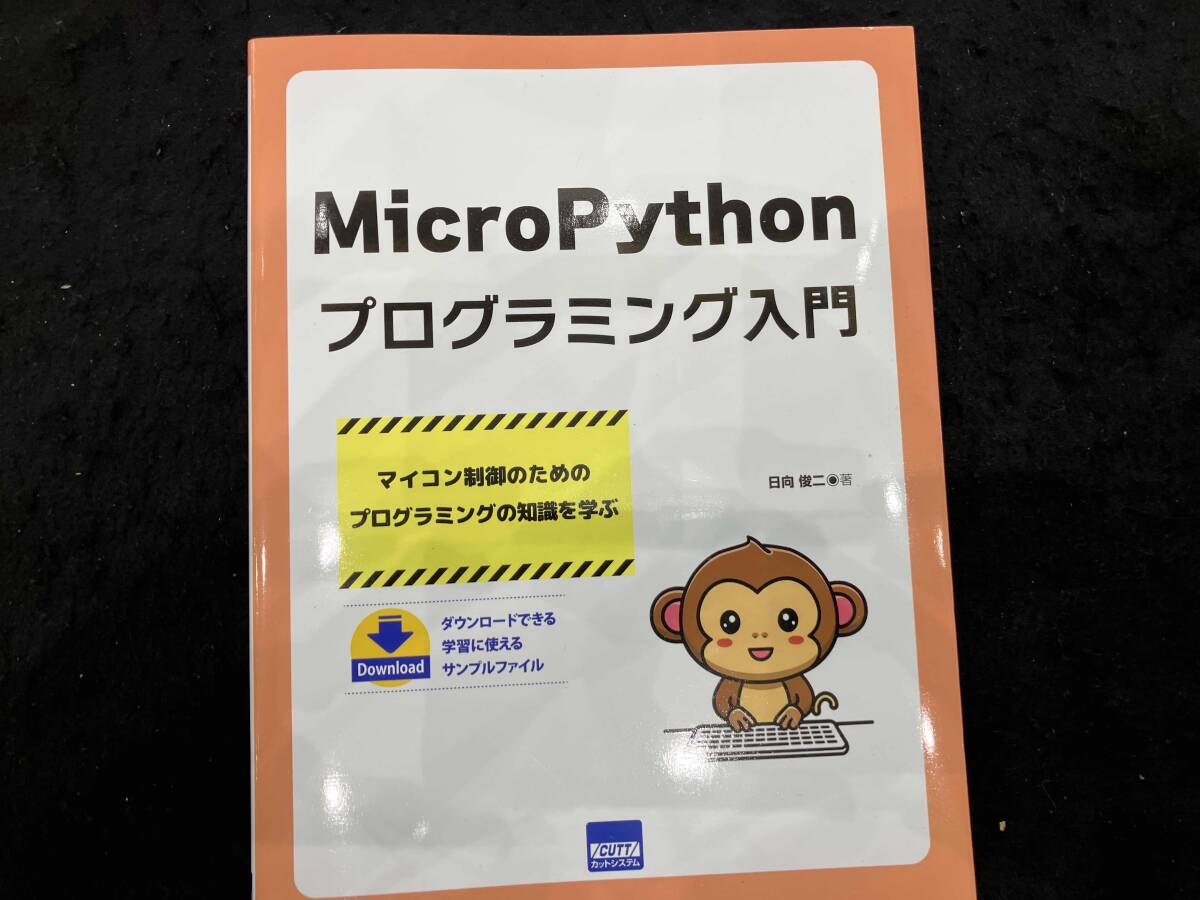 MicroPython
プログラミング入門
マイコン制御のための
プログラミングの知識を学ぶ
日向 俊二◉著
Download
ダウンロードできる
学習に使える
サンプルファイル
CUTT
カットシステム